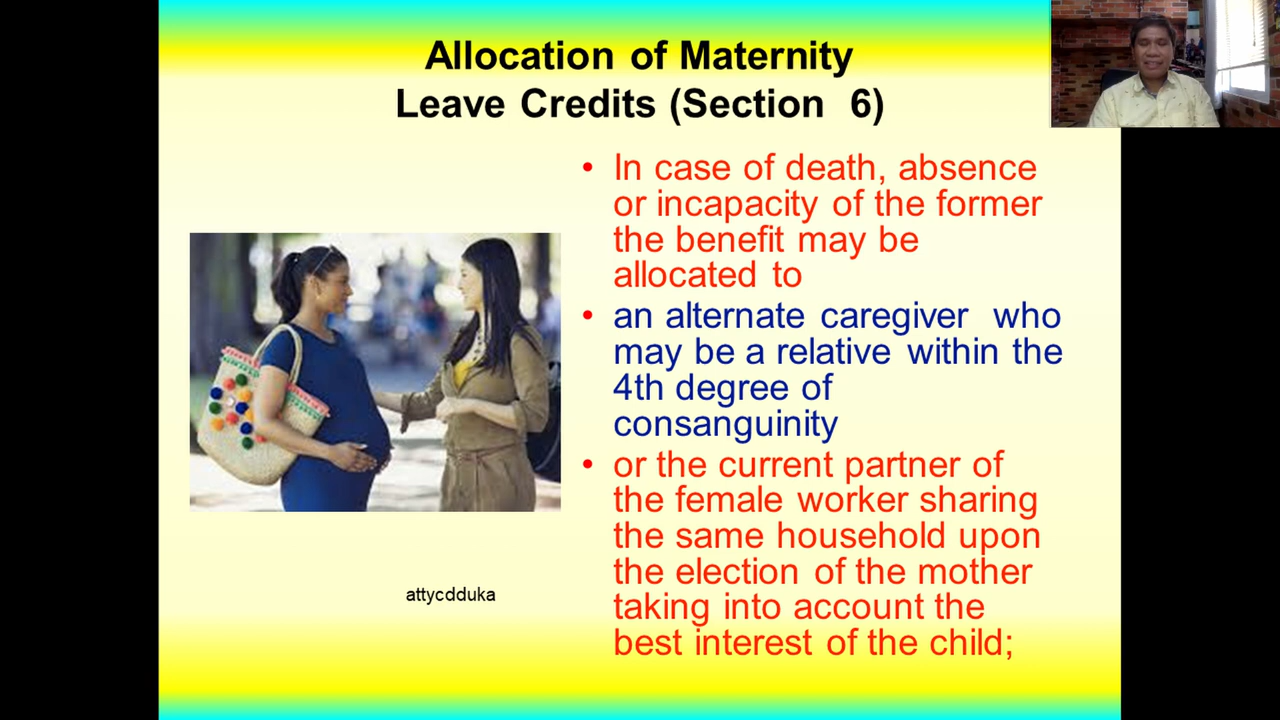 Allocation of Maternity
Leave Credits (Section 6)
• In case of death, absence
or incapacity of the former
the benefit may be
allocated to
• an alternate caregiver who
may be a relative within the
4th degree of
consanguinity
• or the current partner of
the female worker sharing
the same household upon
the election of the mother
taking into account the
best interest of the child;
attycdduka